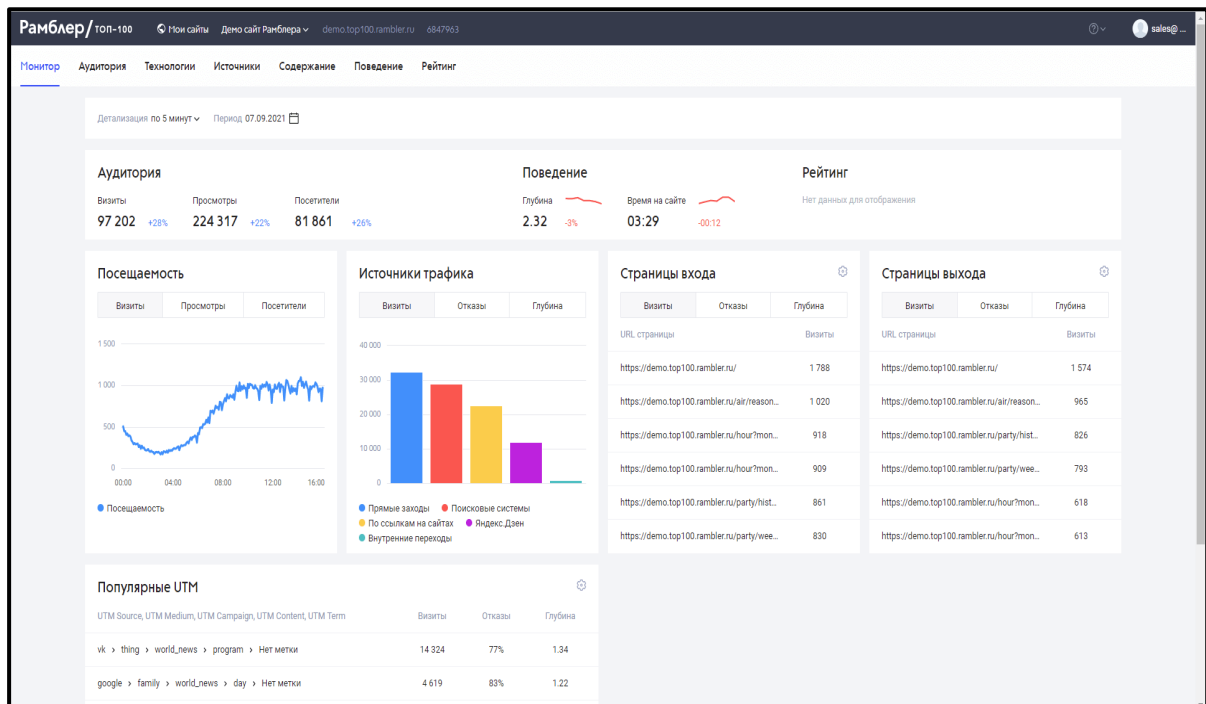 Рамблер/ топ-100 Мои сайты Демо сайт Рамблера demo.top100.rambler.ru 6847963 sales@ ...
Монитор Аудитория Технологии Источники Содержание Поведение Рейтинг
Детализация по 5 минут Период 07.09.2021
Аудитория
Визиты Просмотры Посетители
97 202 +28% 224 317 +22% 81 861 +26%
Поведение
Глубина Время на сайте
2.32 -3% 03:29 -00:12
Рейтинг
Нет данных для отображения
Посещаемость
Визиты Просмотры Посетители
1 500
1 000
500
0
00:00 04:00 08:00 12:00 16:00
Посещаемость
Источники трафика
Визиты Отказы Глубина
40 000
30 000
20 000
10 000
0
Прямые заходы Поисковые системы
По ссылкам на сайтах Яндекс.Дзен
Внутренние переходы
Страницы входа
Визиты Отказы Глубина
URL страницы Визиты
https://demo.top100.rambler.ru/ 1 788
https://demo.top100.rambler.ru/air/reason... 1 020
https://demo.top100.rambler.ru/hour?mon... 918
https://demo.top100.rambler.ru/hour?mon... 909
https://demo.top100.rambler.ru/party/hist... 861
https://demo.top100.rambler.ru/party/wee... 830
Страницы выхода
Визиты Отказы Глубина
URL страницы Визиты
https://demo.top100.rambler.ru/ 1 574
https://demo.top100.rambler.ru/air/reason... 965
https://demo.top100.rambler.ru/party/hist... 826
https://demo.top100.rambler.ru/party/wee... 793
https://demo.top100.rambler.ru/hour?mon... 618
https://demo.top100.rambler.ru/hour?mon... 613
Популярные UTM
UTM Source, UTM Medium, UTM Campaign, UTM Content, UTM Term Визиты Отказы Глубина
vk › thing › world_news › program › Нет метки 14 324 77% 1.34
google › family › world_news › day › Нет метки 4 619 83% 1.22